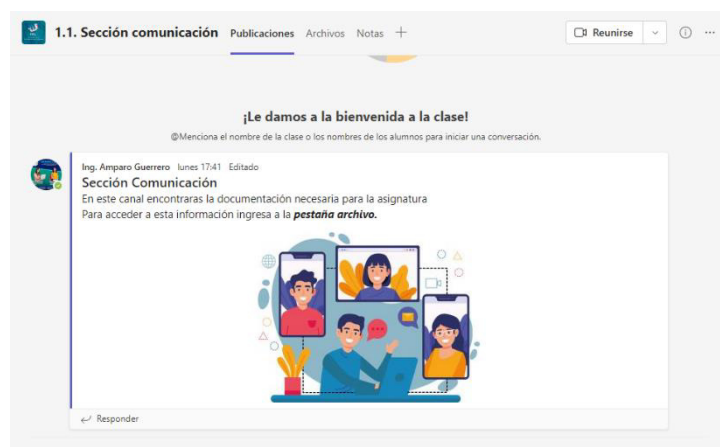 1.1. Sección comunicación Publicaciones Archivos Notas
Reunirse
¡Le damos a la bienvenida a la clase!
@Menciona el nombre de la clase o los nombres de los alumnos para iniciar una conversación.
Ing. Amparo Guerrero lunes 17:41 Editado
Sección Comunicación
En este canal encontraras la documentación necesaria para la asignatura
Para acceder a esta información ingresa a la pestaña archivo.
Responder